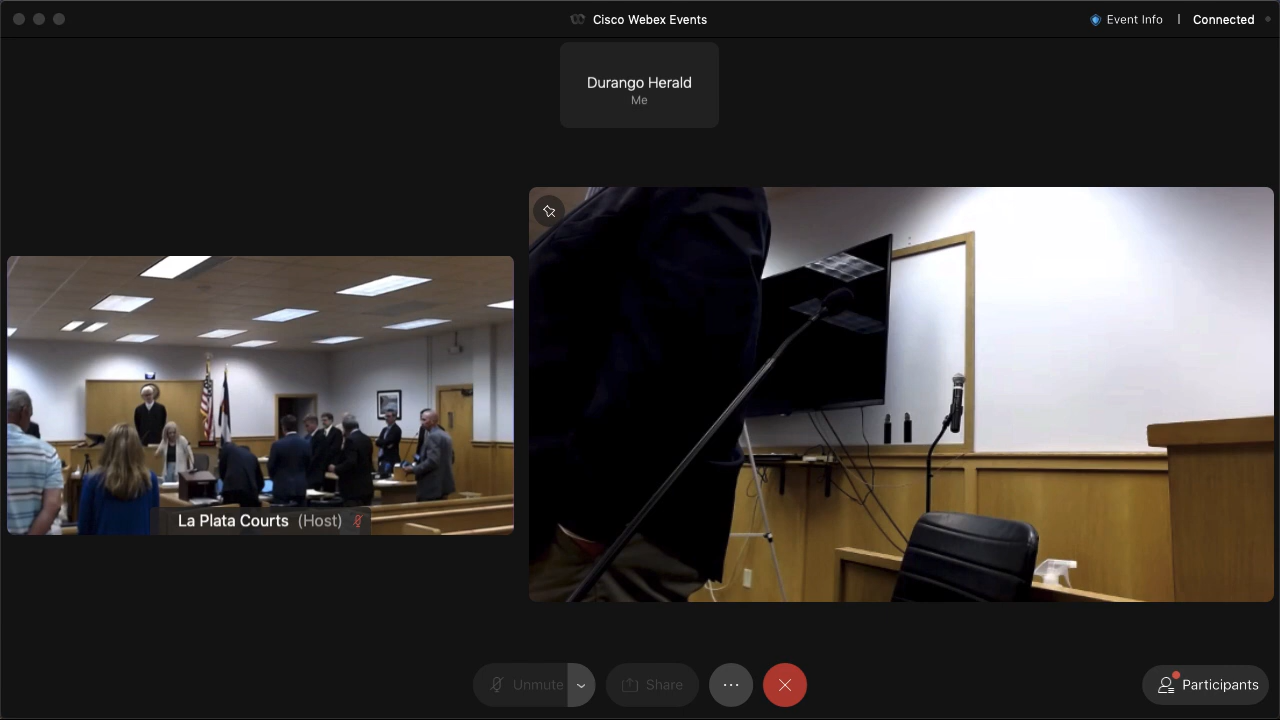 Cisco Webex Events
Event Info | Connected
Durango Herald
Me
La Plata Courts (Host)
Unmute
Share
Participants